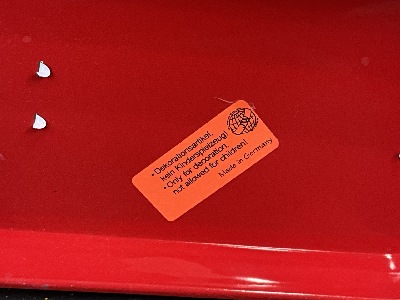 • Dekorationsartikel,
kein Kinderspielzeug!
• Only for decoration,
not allowed for children!
Made in Germany